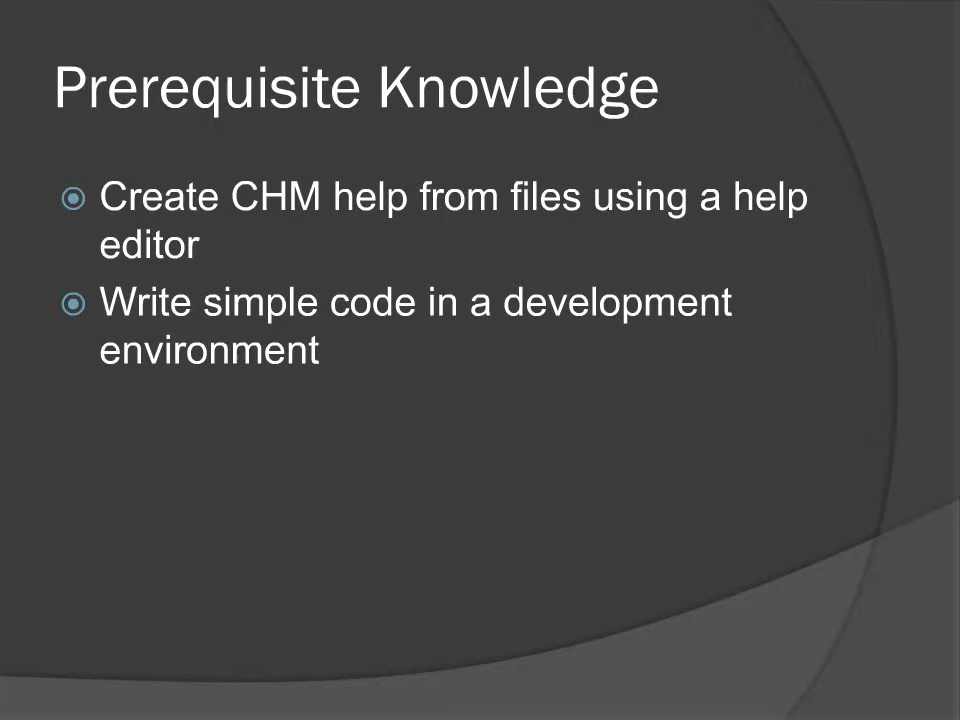 Prerequisite Knowledge
Create CHM help from files using a help
editor
Write simple code in a development
environment